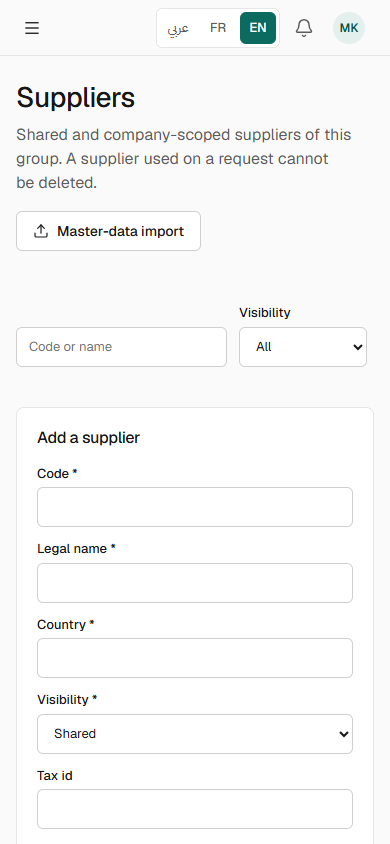 عربي FR EN MK
Suppliers
Shared and company-scoped suppliers of this
group. A supplier used on a request cannot
be deleted.
Master-data import
Visibility
Code or name All
Add a supplier
Code *
Legal name *
Country *
Visibility *
Shared
Tax id